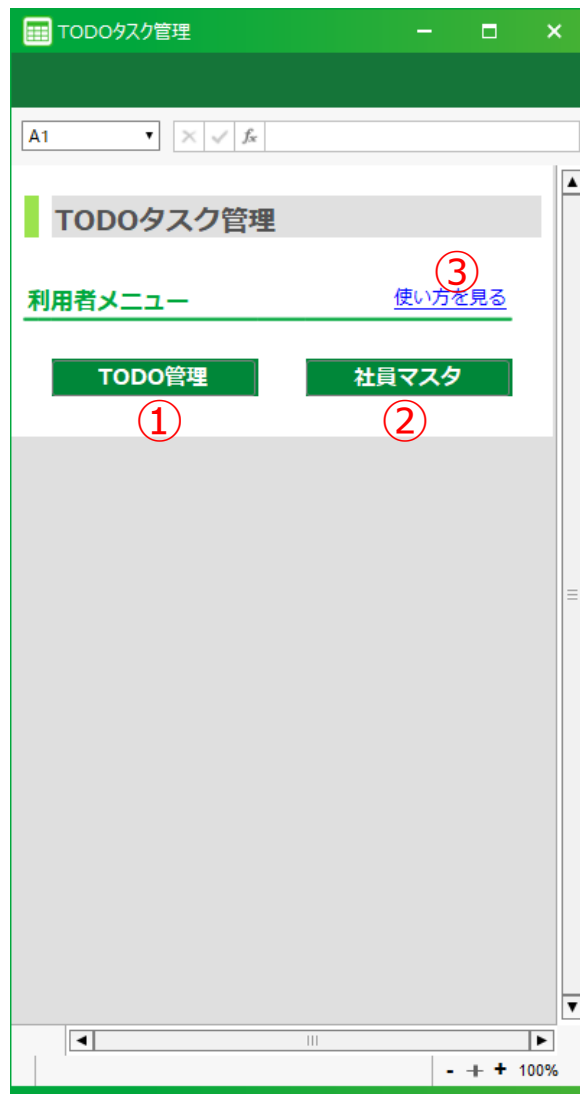 TODOタスク管理
A1
fx
TODOタスク管理
③
利用者メニュー 使い方を見る
TODO管理 社員マスタ
① ②
- + 100%